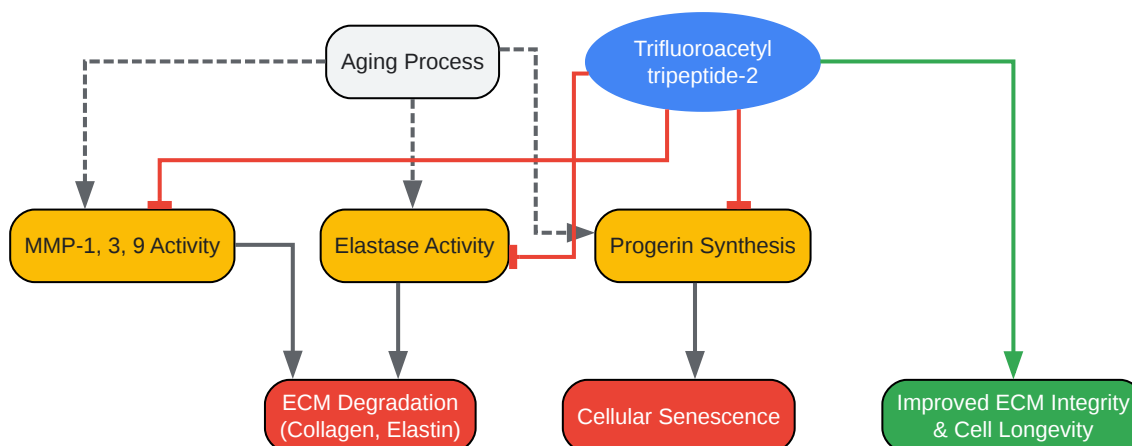 Aging Process
Trifluoroacetyl
tripeptide-2
MMP-1, 3, 9 Activity
Elastase Activity
Progerin Synthesis
ECM Degradation
(Collagen, Elastin)
Cellular Senescence
Improved ECM Integrity
& Cell Longevity